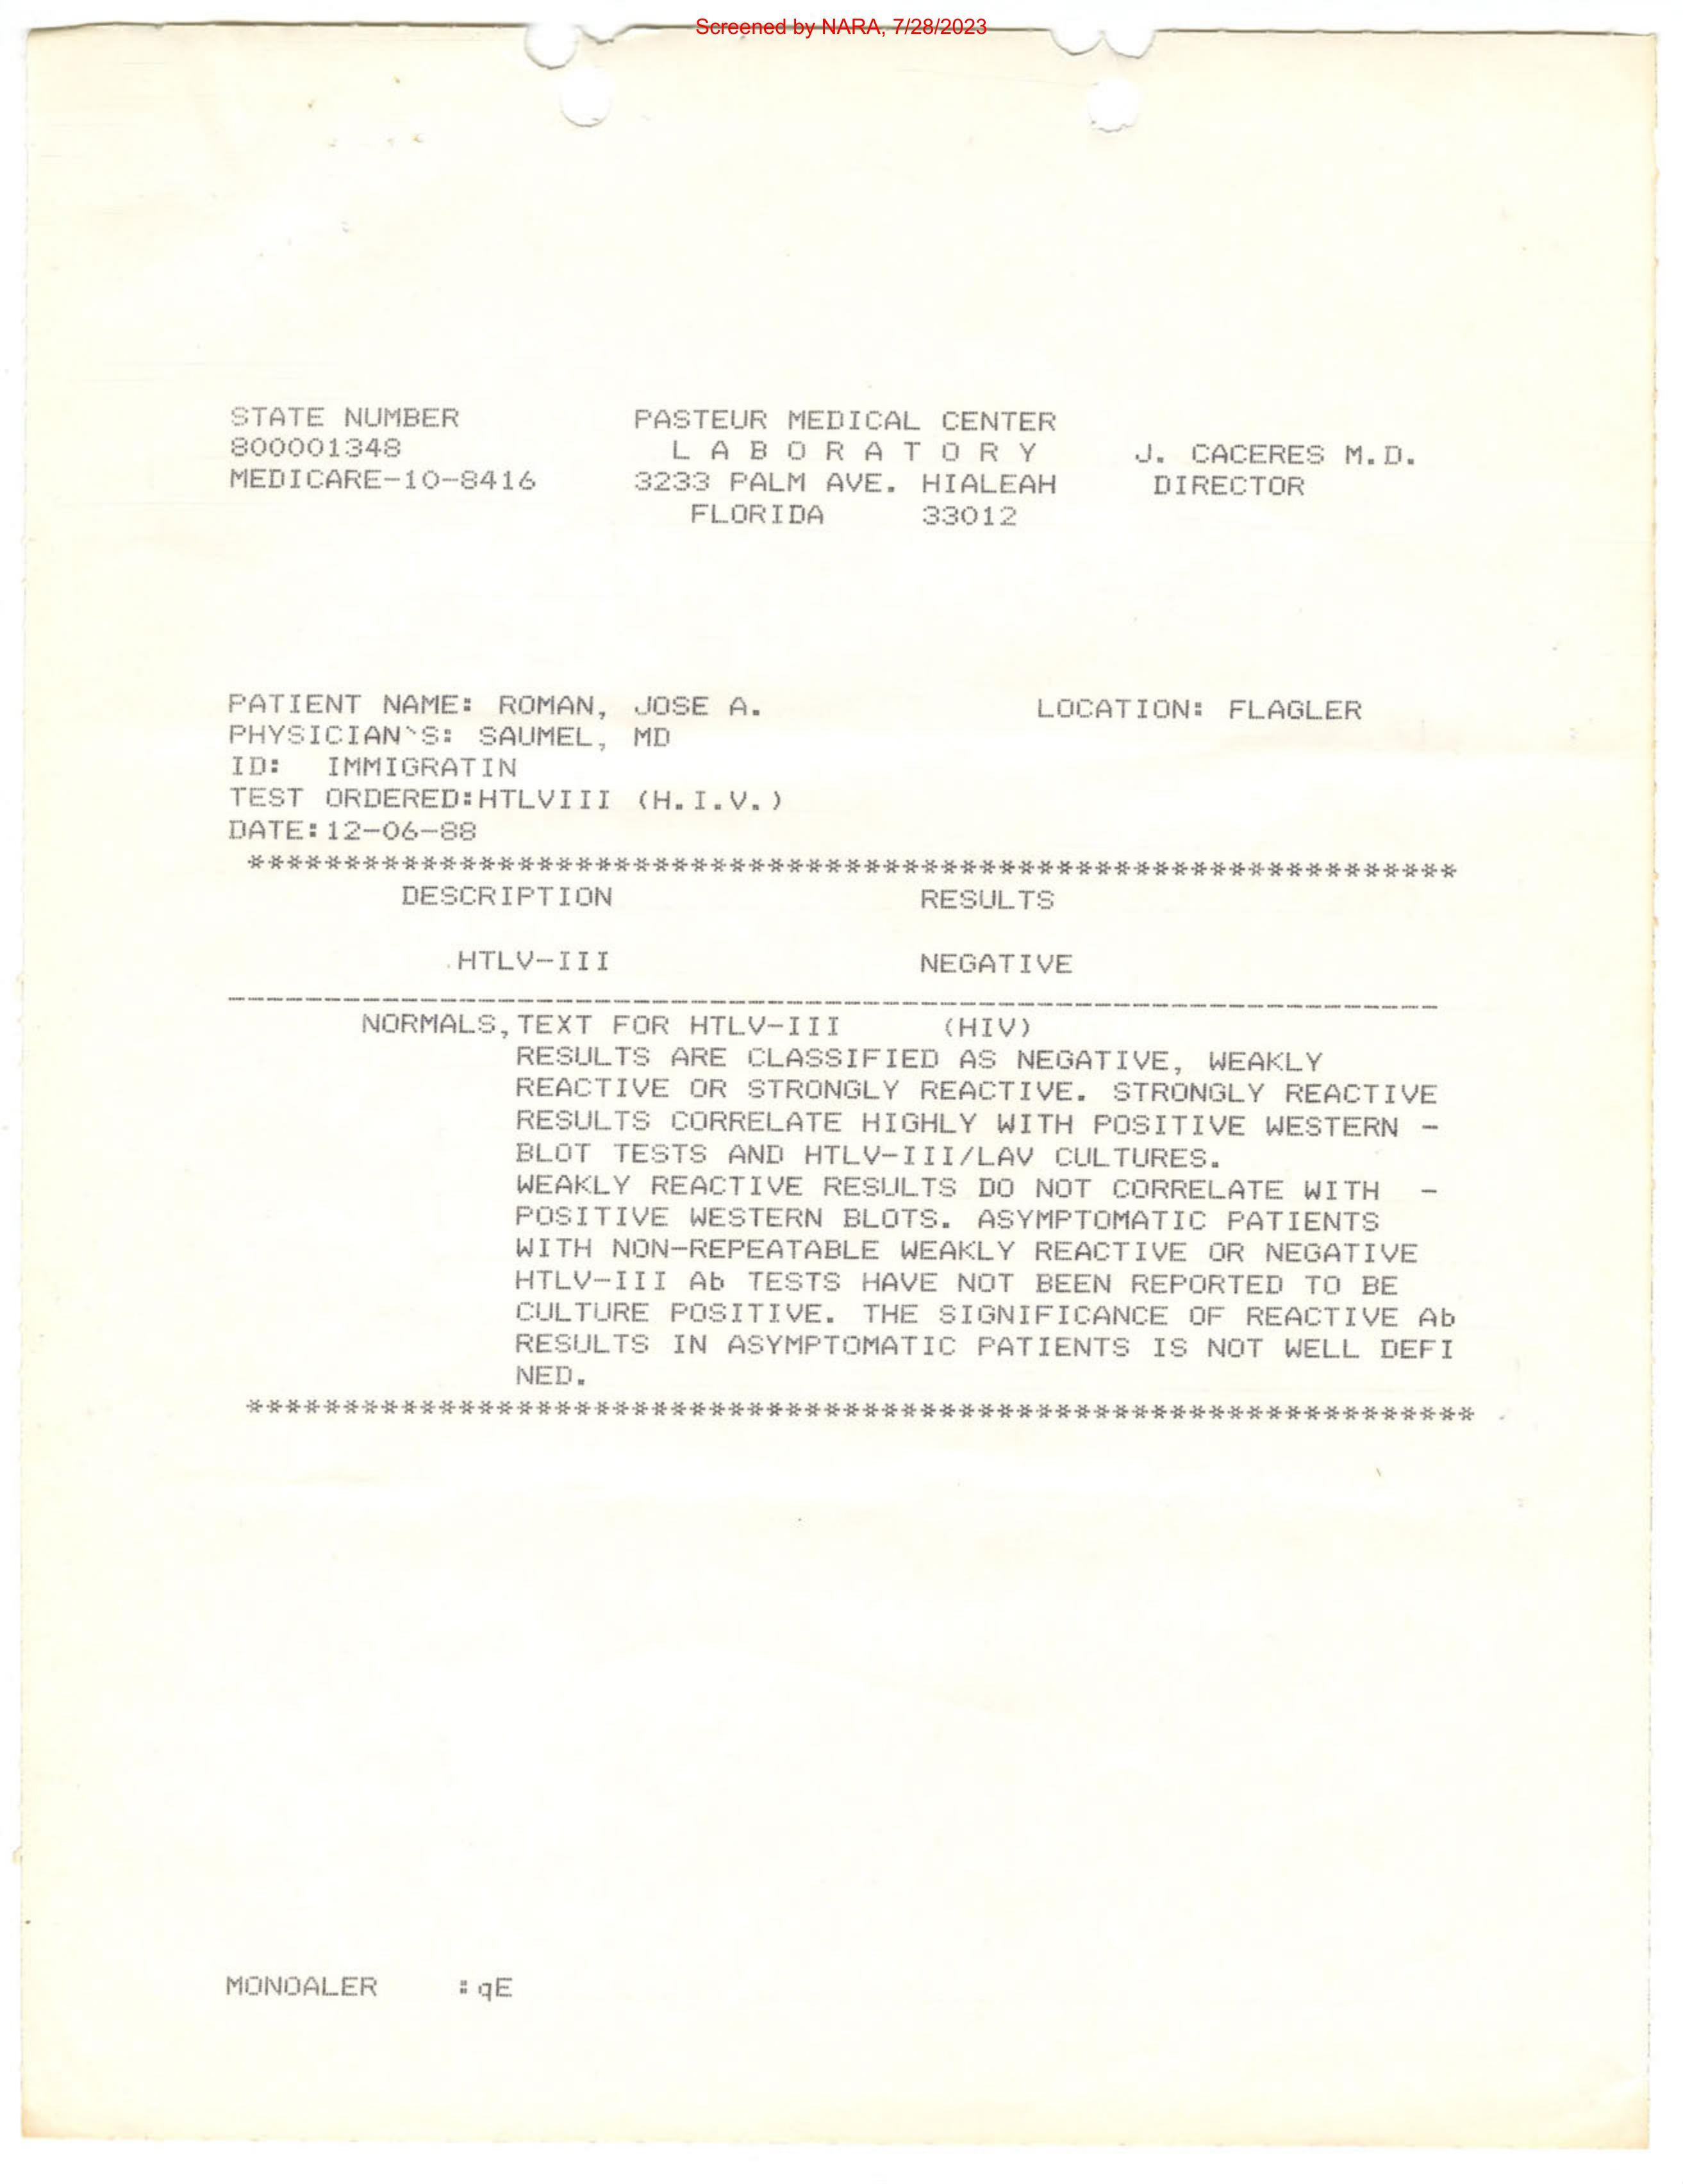 Screened by NARA, 7/28/2023
STATE NUMBER PASTEUR MEDICAL CENTER
800001348 L A B O R A T O R Y J. CACERES M.D.
MEDICARE-10-8416 3233 PALM AVE. HIALEAH DIRECTOR
FLORIDA 33012
PATIENT NAME: ROMAN, JOSE A. LOCATION: FLAGLER
PHYSICIAN`S: SAUMEL, MD
ID: IMMIGRATIN
TEST ORDERED:HTLVIII (H.I.V.)
DATE:12-06-88
***************************************************************
DESCRIPTION RESULTS
HTLV-III NEGATIVE
---------------------------------------------------------------
NORMALS,TEXT FOR HTLV-III (HIV)
RESULTS ARE CLASSIFIED AS NEGATIVE, WEAKLY
REACTIVE OR STRONGLY REACTIVE. STRONGLY REACTIVE
RESULTS CORRELATE HIGHLY WITH POSITIVE WESTERN -
BLOT TESTS AND HTLV-III/LAV CULTURES.
WEAKLY REACTIVE RESULTS DO NOT CORRELATE WITH -
POSITIVE WESTERN BLOTS. ASYMPTOMATIC PATIENTS
WITH NON-REPEATABLE WEAKLY REACTIVE OR NEGATIVE
HTLV-III Ab TESTS HAVE NOT BEEN REPORTED TO BE
CULTURE POSITIVE. THE SIGNIFICANCE OF REACTIVE Ab
RESULTS IN ASYMPTOMATIC PATIENTS IS NOT WELL DEFI
NED.
****************************************************************
MONOALER :qE